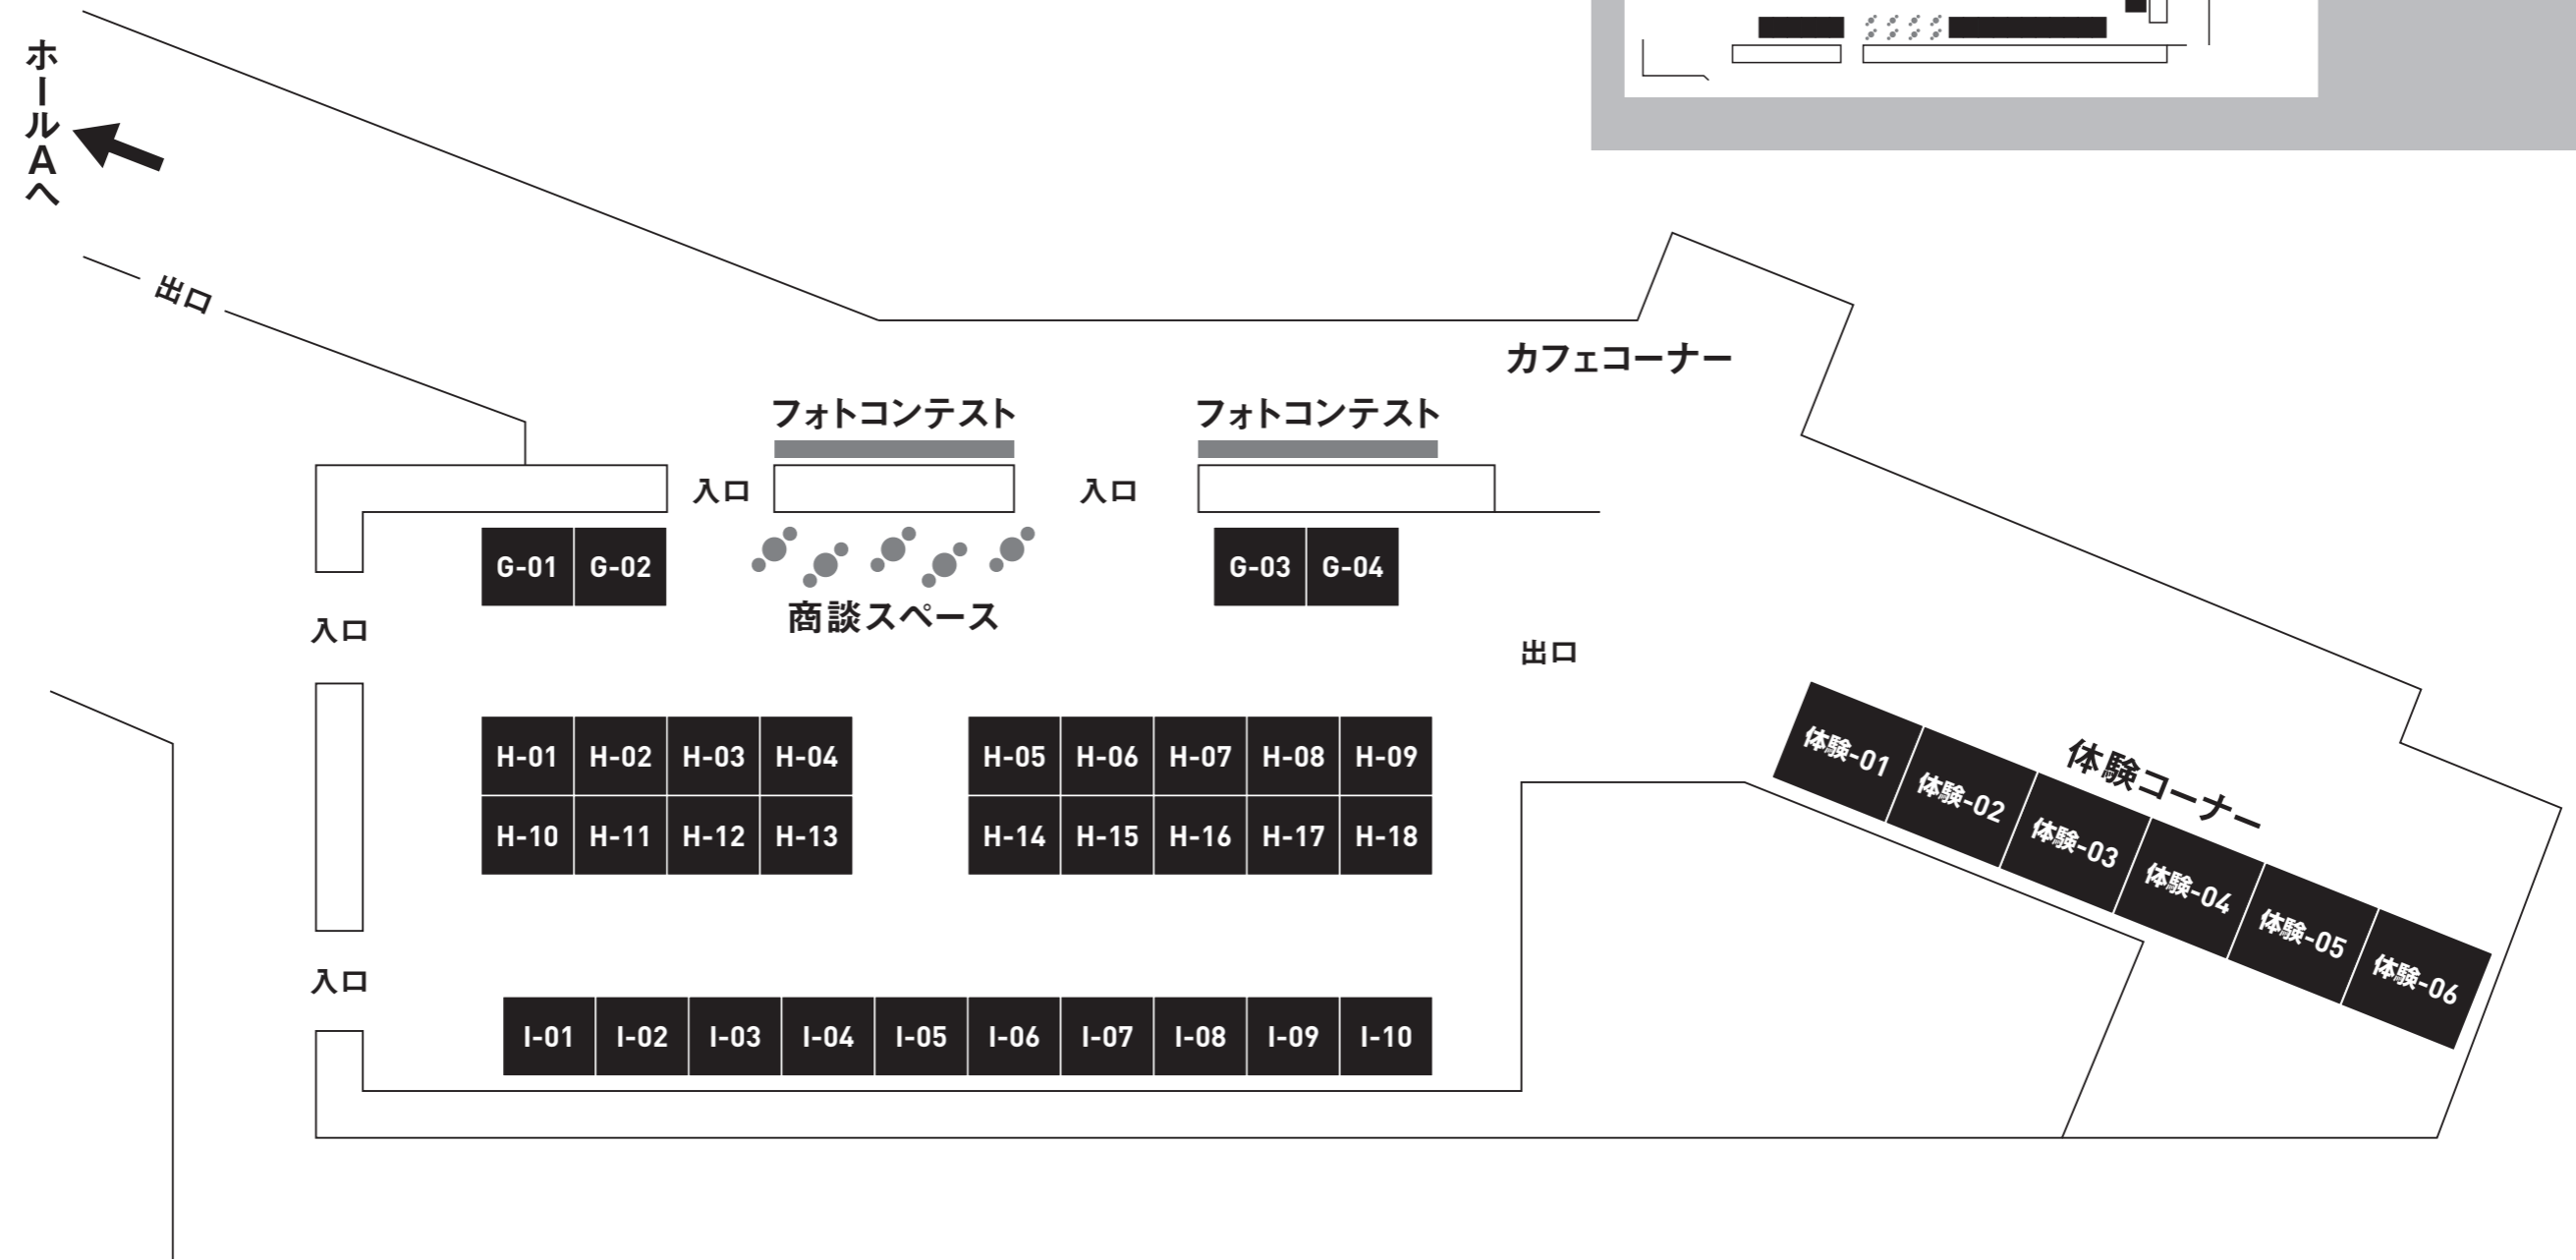 ホールAへ
出口
カフェコーナー
フォトコンテスト
フォトコンテスト
入口
入口
G-01
G-02
G-03
G-04
商談スペース
入口
出口
H-01
H-02
H-03
H-04
H-05
H-06
H-07
H-08
H-09
H-10
H-11
H-12
H-13
H-14
H-15
H-16
H-17
H-18
体験コーナー
体験-01
体験-02
体験-03
体験-04
体験-05
体験-06
入口
I-01
I-02
I-03
I-04
I-05
I-06
I-07
I-08
I-09
I-10